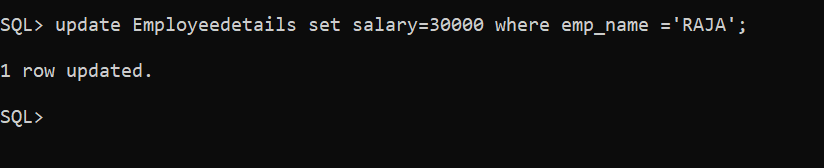 SQL> update Employeedetails set salary=30000 where emp_name ='RAJA';
1 row updated.
SQL>